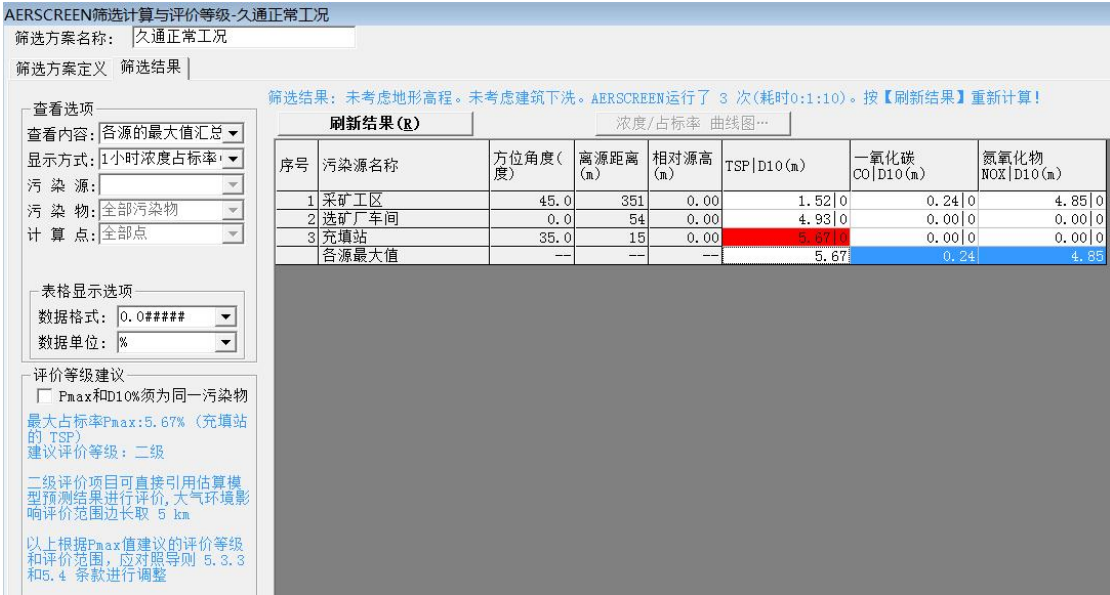 AERSCREEN筛选计算与评价等级-久通正常工况
筛选方案名称: 久通正常工况
筛选方案定义 筛选结果
筛选结果: 未考虑地形高程。未考虑建筑下洗。AERSCREEN运行了 3 次(耗时0:1:10)。按【刷新结果】重新计算!
查看选项
查看内容: 各源的最大值汇总
显示方式: 1小时浓度占标率
污 染 源:
污 染 物: 全部污染物
计 算 点: 全部点
刷新结果(R) 浓度/占标率 曲线图…
序号 污染源名称 方位角度(度) 离源距离(m) 相对源高(m) TSP|D10(m) 一氧化碳CO|D10(m) 氮氧化物NOX|D10(m)
1 采矿工区 45.0 351 0.00 1.52|0 0.24|0 4.85|0
2 选矿厂车间 0.0 54 0.00 4.93|0 0.00|0 0.00|0
3 充填站 35.0 15 0.00 5.67|0 0.00|0 0.00|0
各源最大值 -- -- -- 5.67 0.24 4.85
表格显示选项
数据格式: 0.0#####
数据单位: %
评价等级建议
Pmax和D10%须为同一污染物
最大占标率Pmax:5.67% (充填站
的 TSP)
建议评价等级: 二级
二级评价项目可直接引用估算模
型预测结果进行评价,大气环境影
响评价范围边长取 5 km
以上根据Pmax值建议的评价等级
和评价范围, 应对照导则 5.3.3
和5.4 条款进行调整